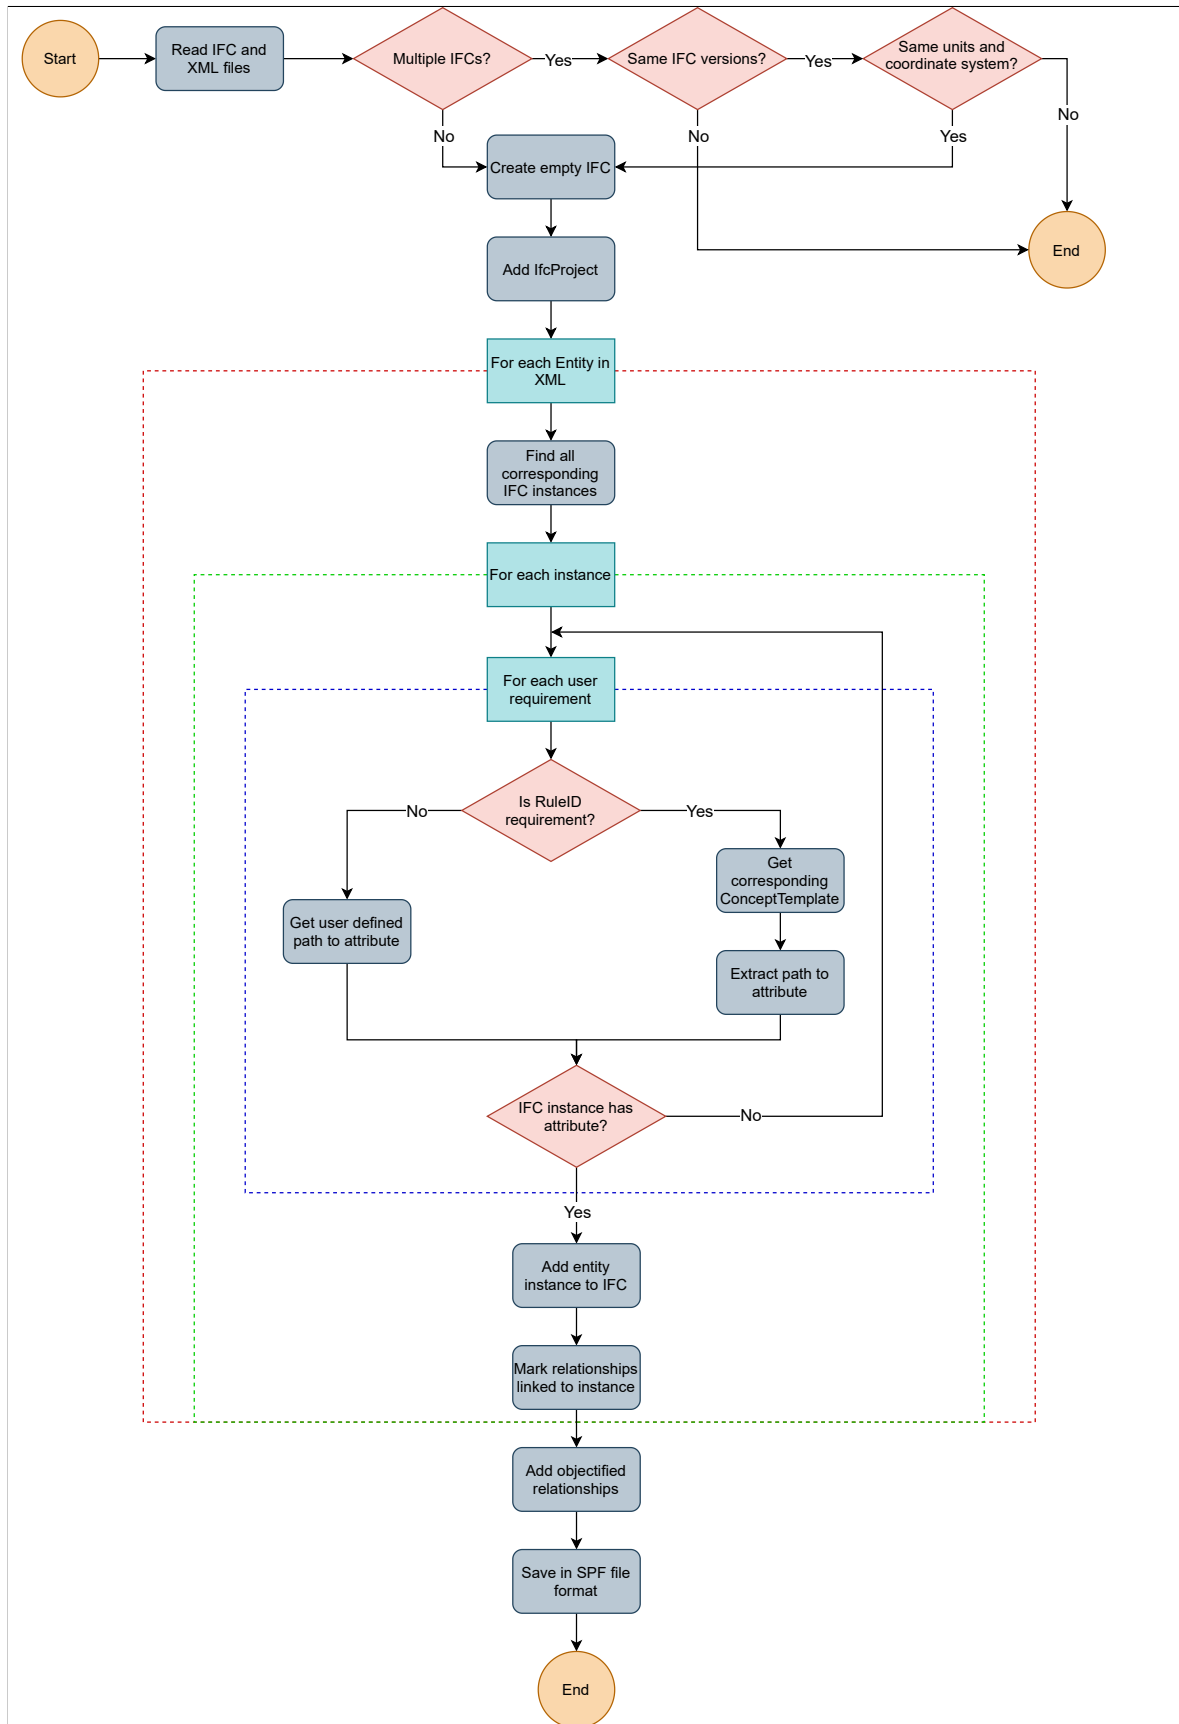 Start
Read IFC and
XML files
Multiple IFCs?
Yes
Same IFC versions?
Yes
Same units and
coordinate system?
No
No
No
Yes
Create empty IFC
End
Add IfcProject
For each Entity in
XML
Find all
corresponding
IFC instances
For each instance
For each user
requirement
Is RuleID
requirement?
No
Yes
Get
corresponding
ConceptTemplate
Get user defined
path to attribute
Extract path to
attribute
IFC instance has
attribute?
No
Yes
Add entity
instance to IFC
Mark relationships
linked to instance
Add objectified
relationships
Save in SPF file
format
End